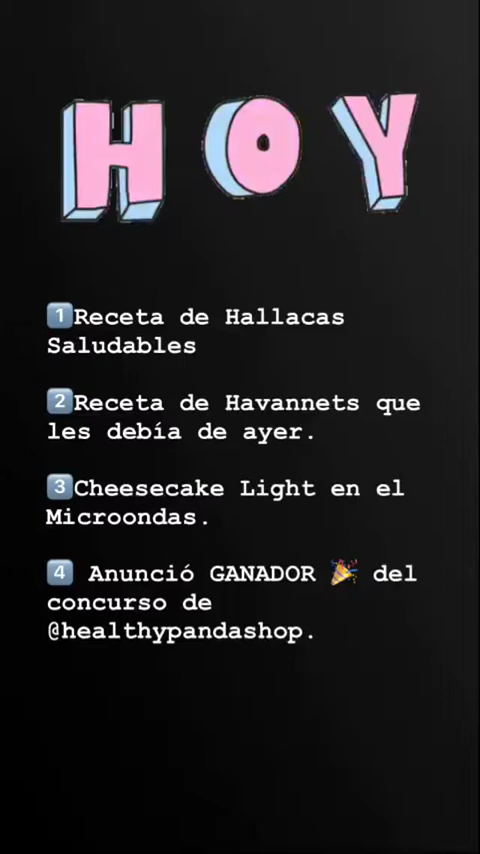 HOY
1️⃣Receta de Hallacas
Saludables
2️⃣Receta de Havannets que
les debía de ayer.
3️⃣Cheesecake Light en el
Microondas.
4️⃣ Anunció GANADOR 🎉 del
concurso de
@healthypandashop.